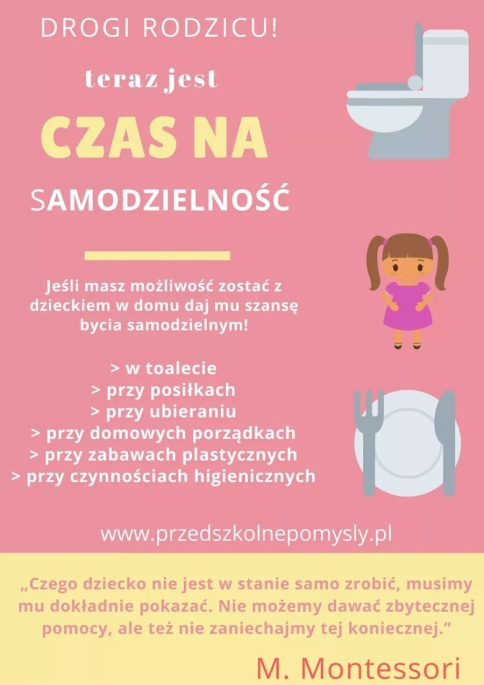 DROGI RODZICU!
teraz jest
CZAS NA
SAMODZIELNOŚĆ
Jeśli masz możliwość zostać z
dzieckiem w domu daj mu szansę
bycia samodzielnym!
> w toalecie
> przy posiłkach
> przy ubieraniu
> przy domowych porządkach
> przy zabawach plastycznych
> przy czynnościach higienicznych
www.przedszkolnepomysly.pl
„Czego dziecko nie jest w stanie samo zrobić, musimy
mu dokładnie pokazać. Nie możemy dawać zbytecznej
pomocy, ale też nie zaniechajmy tej koniecznej.”
M. Montessori